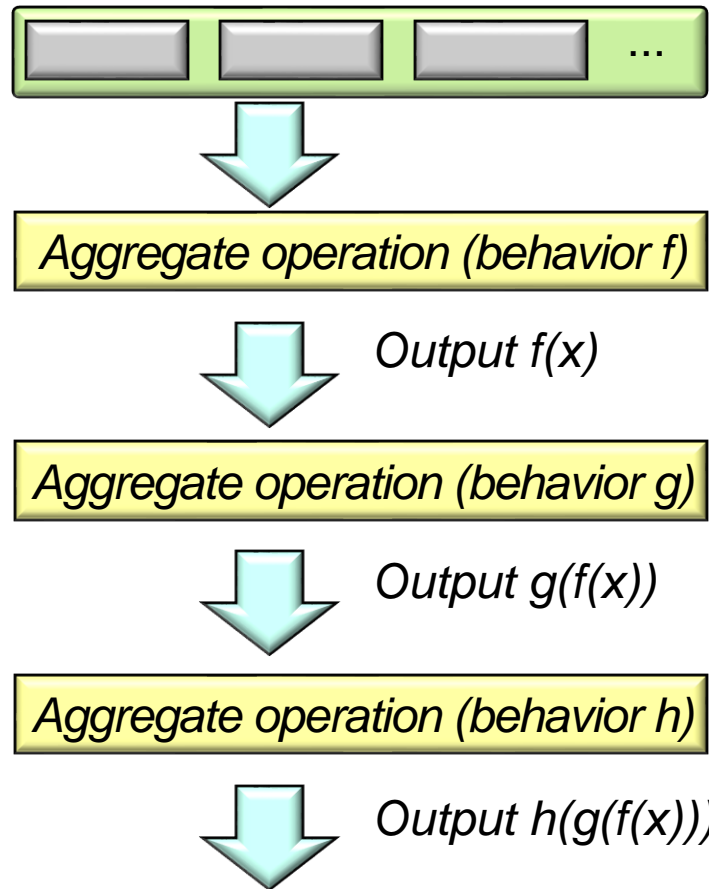 ...
Aggregate operation (behavior f)
Output f(x)
Aggregate operation (behavior g)
Output g(f(x))
Aggregate operation (behavior h)
Output h(g(f(x)))